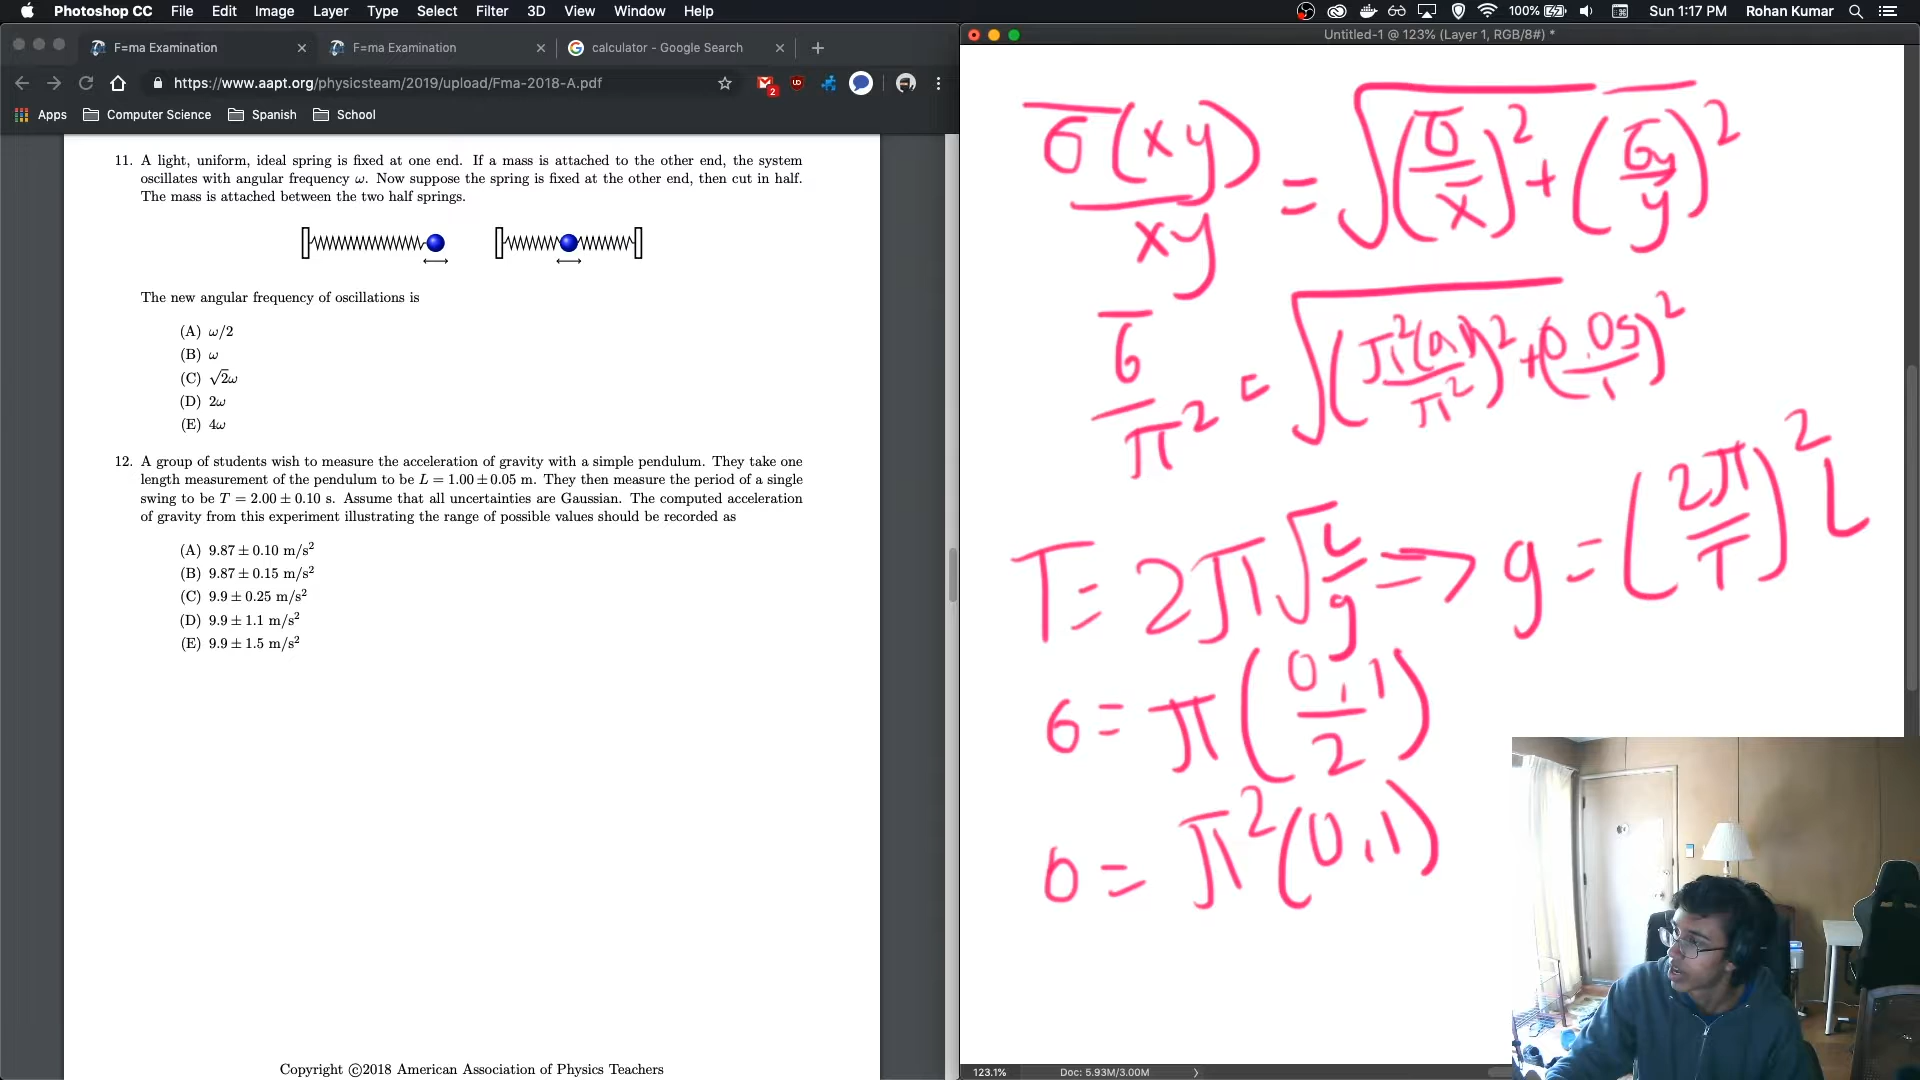 Photoshop CC File Edit Image Layer Type Select Filter 3D View Window Help 100% Sun 1:17 PM Rohan Kumar
F=ma Examination × F=ma Examination × calculator - Google Search × +
https://www.aapt.org/physicsteam/2019/upload/Fma-2018-A.pdf 2
Apps Computer Science Spanish School
11. A light, uniform, ideal spring is fixed at one end. If a mass is attached to the other end, the system
oscillates with angular frequency ω. Now suppose the spring is fixed at the other end, then cut in half.
The mass is attached between the two half springs.
The new angular frequency of oscillations is
(A) ω/2
(B) ω
(C) √2ω
(D) 2ω
(E) 4ω
12. A group of students wish to measure the acceleration of gravity with a simple pendulum. They take one
length measurement of the pendulum to be L = 1.00 ± 0.05 m. They then measure the period of a single
swing to be T = 2.00 ± 0.10 s. Assume that all uncertainties are Gaussian. The computed acceleration
of gravity from this experiment illustrating the range of possible values should be recorded as
(A) 9.87 ± 0.10 m/s²
(B) 9.87 ± 0.15 m/s²
(C) 9.9 ± 0.25 m/s²
(D) 9.9 ± 1.1 m/s²
(E) 9.9 ± 1.5 m/s²
Copyright ©2018 American Association of Physics Teachers
Untitled-1 @ 123% (Layer 1, RGB/8#) *
σ(xy)/xy = √((σ/x)² + (σy/y)²)
σ/π² = √((π²(0.1)/π²)² + (0.05/1)²)
T = 2π√(L/g) => g = (2π/T)² L
σ = π(0.1/2)
σ = π²(0.1)
123.1% Doc: 5.93M/3.00M >